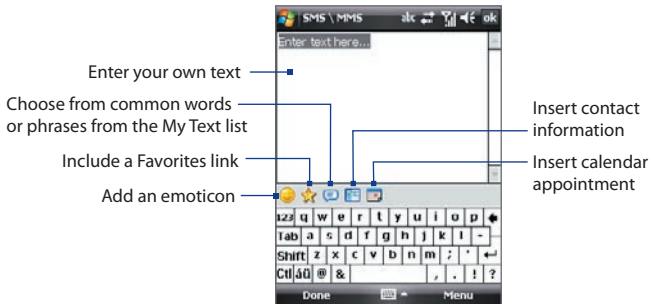 SMS \ MMS abc ok
Enter text here...
Enter your own text
Choose from common words
or phrases from the My Text list
Include a Favorites link
Add an emoticon
Insert contact
information
Insert calendar
appointment
123 q w e r t y u i o p
Tab a s d f g h j k l -
Shift z x c v b n m ; '
Ctl áü @ & , . ! ?
Done Menu